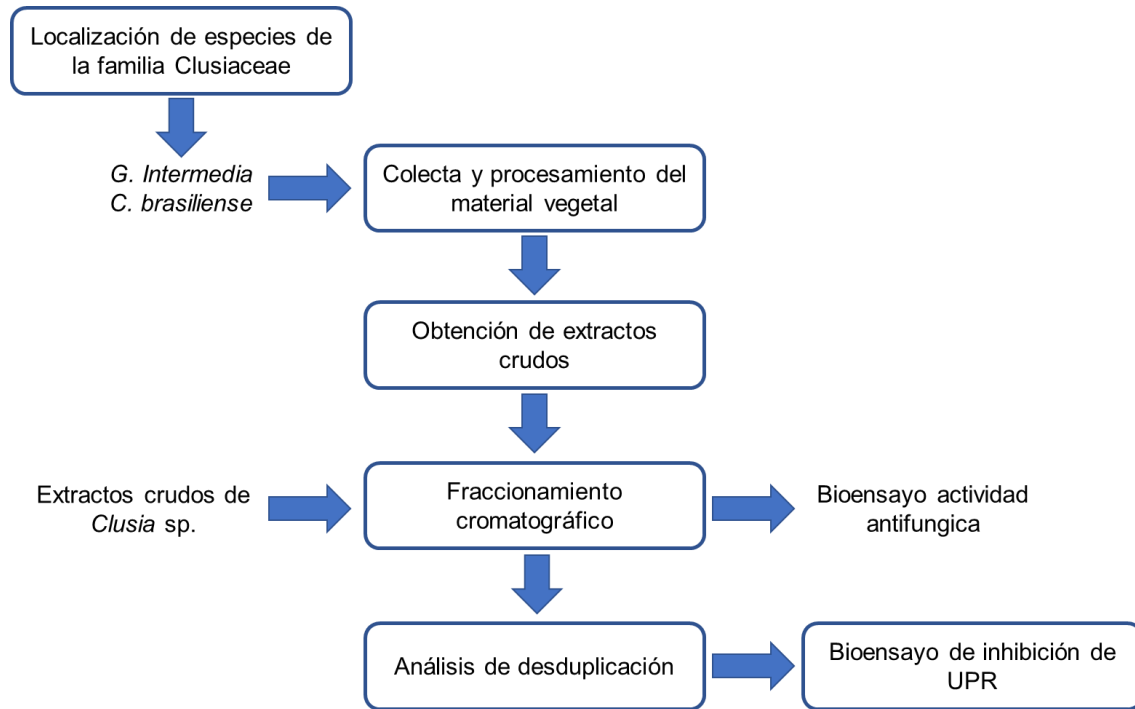 Localización de especies de
la familia Clusiaceae
G. Intermedia
C. brasiliense
Colecta y procesamiento del
material vegetal
Obtención de extractos
crudos
Extractos crudos de
Clusia sp.
Fraccionamiento
cromatográfico
Bioensayo actividad
antifungica
Análisis de desduplicación
Bioensayo de inhibición de
UPR